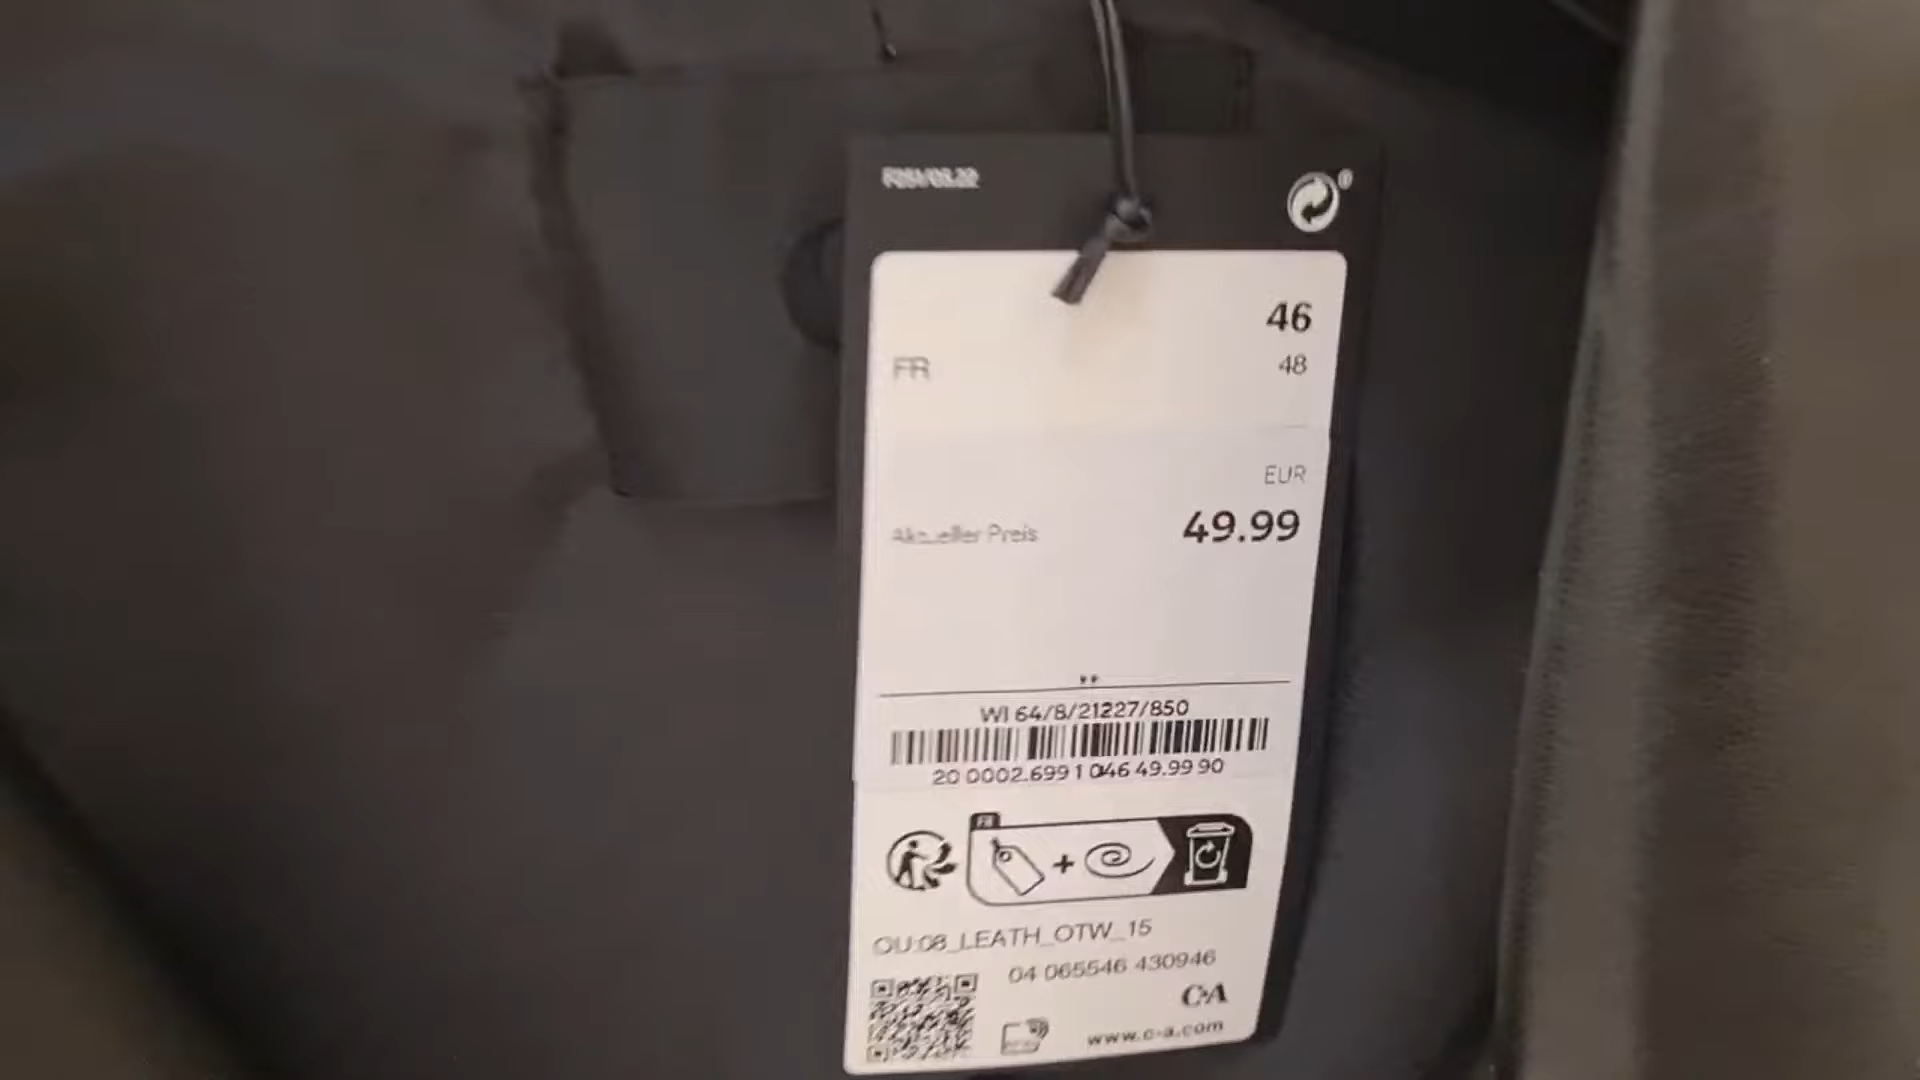 46
FR 48
EUR
Aktueller Preis 49.99
**
WI 64/8/21227/850
20 0002.699 1 046 49.99 90
FR
+
OU:08_LEATH_OTW_15
04 065546 430946
C&A
www.c-a.com